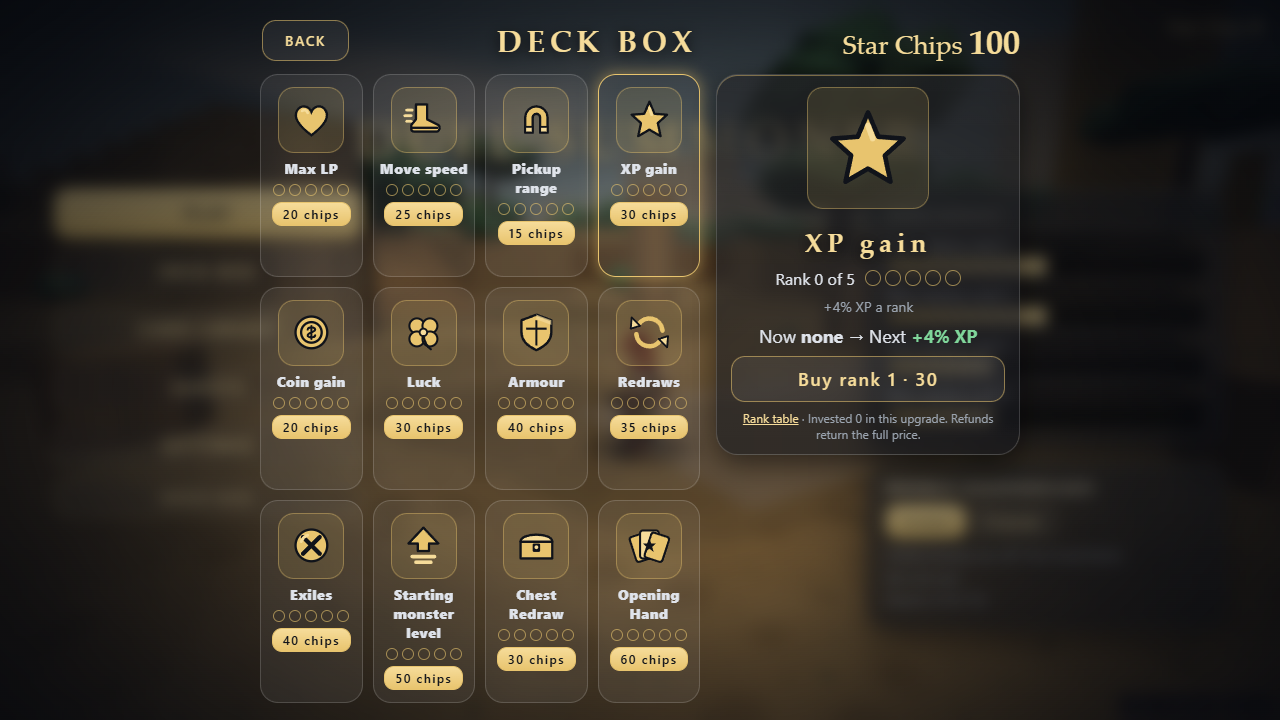 BACK
DECK BOX
Star Chips 100
Max LP
20 chips
Move speed
25 chips
Pickup
range
15 chips
XP gain
30 chips
Coin gain
20 chips
Luck
30 chips
Armour
40 chips
Redraws
35 chips
Exiles
40 chips
Starting
monster
level
50 chips
Chest
Redraw
30 chips
Opening
Hand
60 chips
XP gain
Rank 0 of 5
+4% XP a rank
Now none → Next +4% XP
Buy rank 1 · 30
Rank table · Invested 0 in this upgrade. Refunds
return the full price.